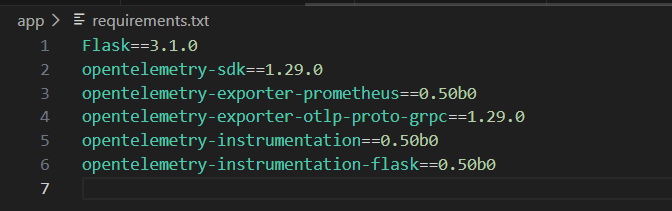 app > requirements.txt
1 Flask==3.1.0
2 opentelemetry-sdk==1.29.0
3 opentelemetry-exporter-prometheus==0.50b0
4 opentelemetry-exporter-otlp-proto-grpc==1.29.0
5 opentelemetry-instrumentation==0.50b0
6 opentelemetry-instrumentation-flask==0.50b0
7